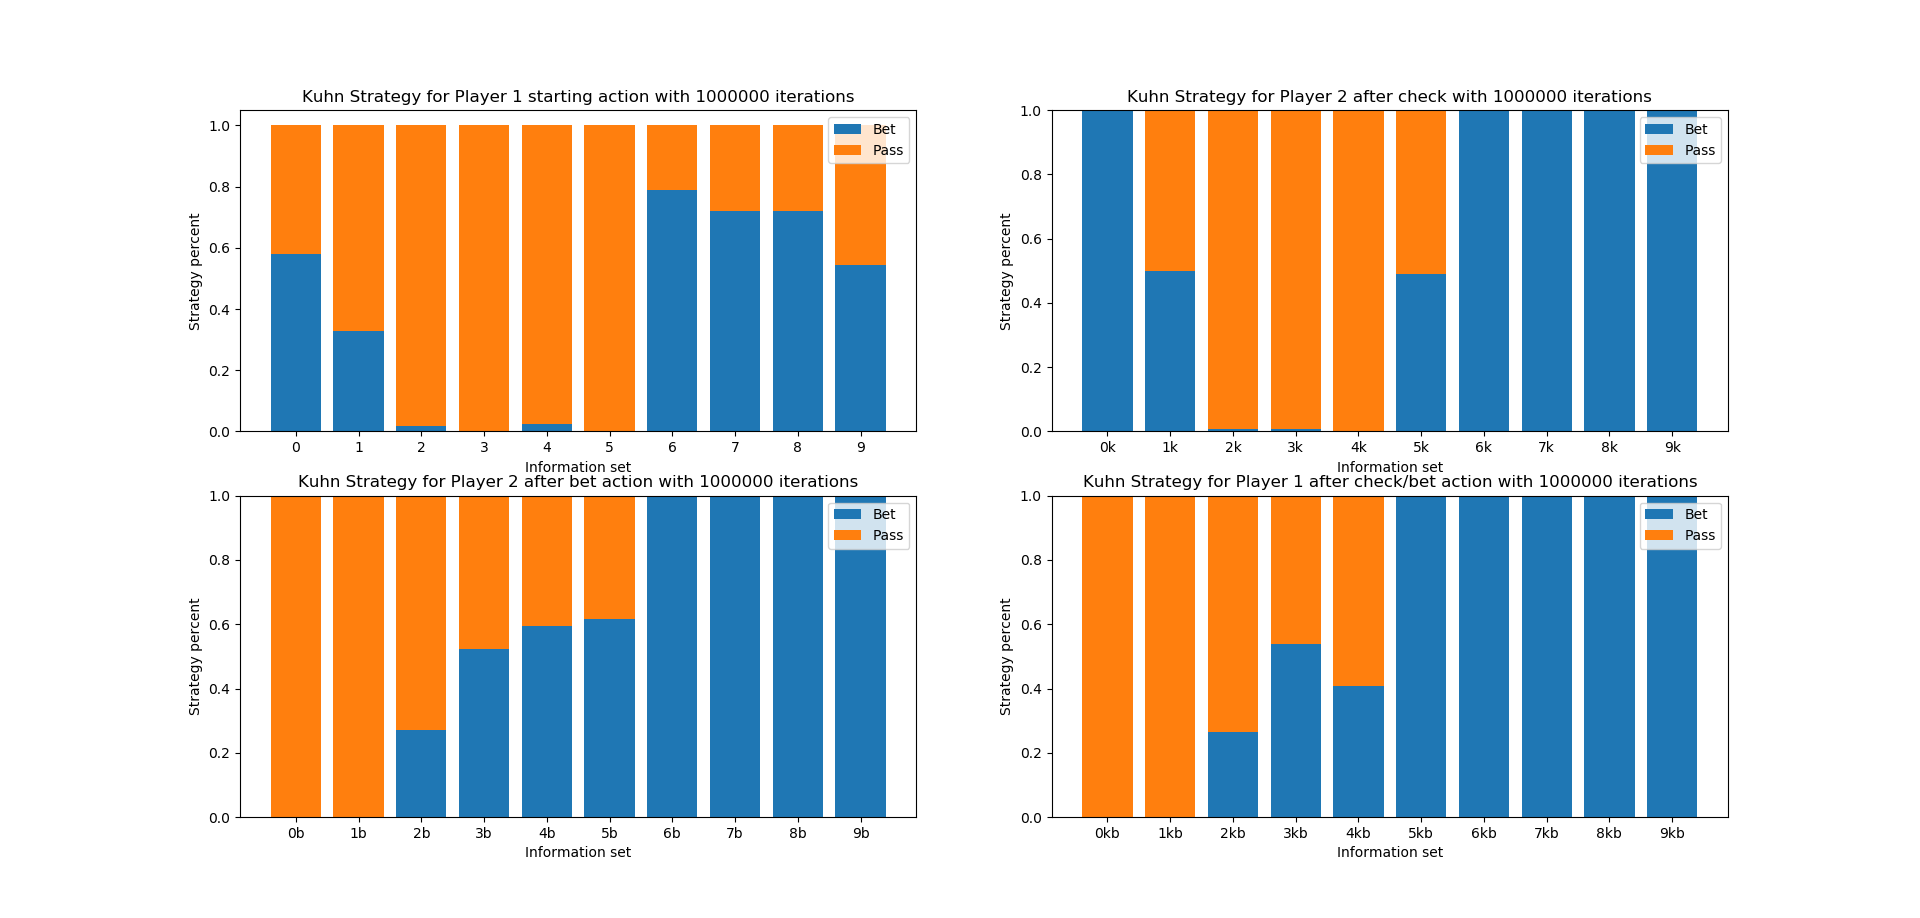 Kuhn Strategy for Player 1 starting action with 1000000 iterations
1.0
0.8
0.6
0.4
0.2
0.0
Strategy percent
Bet
Pass
0 1 2 3 4 5 6 7 8 9
Information set
Kuhn Strategy for Player 2 after check with 1000000 iterations
1.0
0.8
0.6
0.4
0.2
0.0
Strategy percent
Bet
Pass
0k 1k 2k 3k 4k 5k 6k 7k 8k 9k
Information set
Kuhn Strategy for Player 2 after bet action with 1000000 iterations
1.0
0.8
0.6
0.4
0.2
0.0
Strategy percent
Bet
Pass
0b 1b 2b 3b 4b 5b 6b 7b 8b 9b
Information set
Kuhn Strategy for Player 1 after check/bet action with 1000000 iterations
1.0
0.8
0.6
0.4
0.2
0.0
Strategy percent
Bet
Pass
0kb 1kb 2kb 3kb 4kb 5kb 6kb 7kb 8kb 9kb
Information set